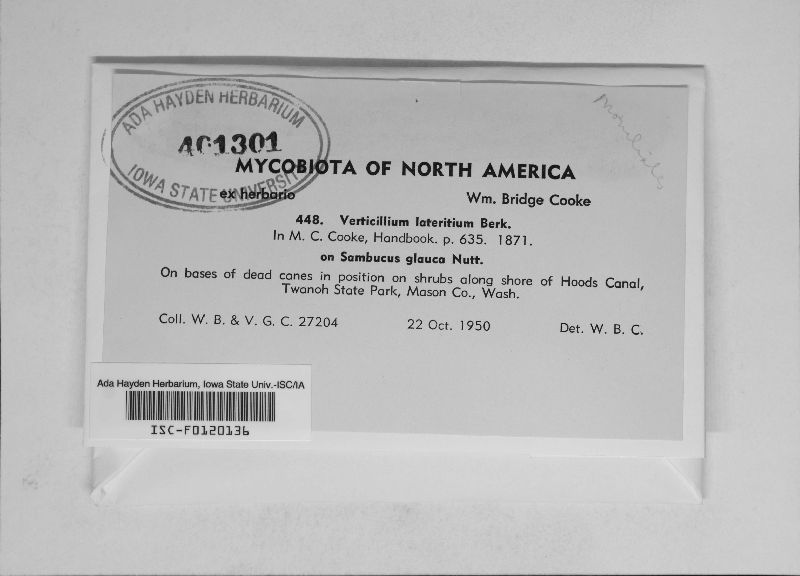 ADA HAYDEN HERBARIUM
401301
IOWA STATE UNIVERSITY
Moniliales
MYCOBIOTA OF NORTH AMERICA
ex herbario Wm. Bridge Cooke
448. Verticillium lateritium Berk.
In M. C. Cooke, Handbook. p. 635. 1871.
on Sambucus glauca Nutt.
On bases of dead canes in position on shrubs along shore of Hoods Canal,
Twanoh State Park, Mason Co., Wash.
Coll. W. B. & V. G. C. 27204 22 Oct. 1950 Det. W. B. C.
Ada Hayden Herbarium, Iowa State Univ.-ISC/IA
ISC-F0120136